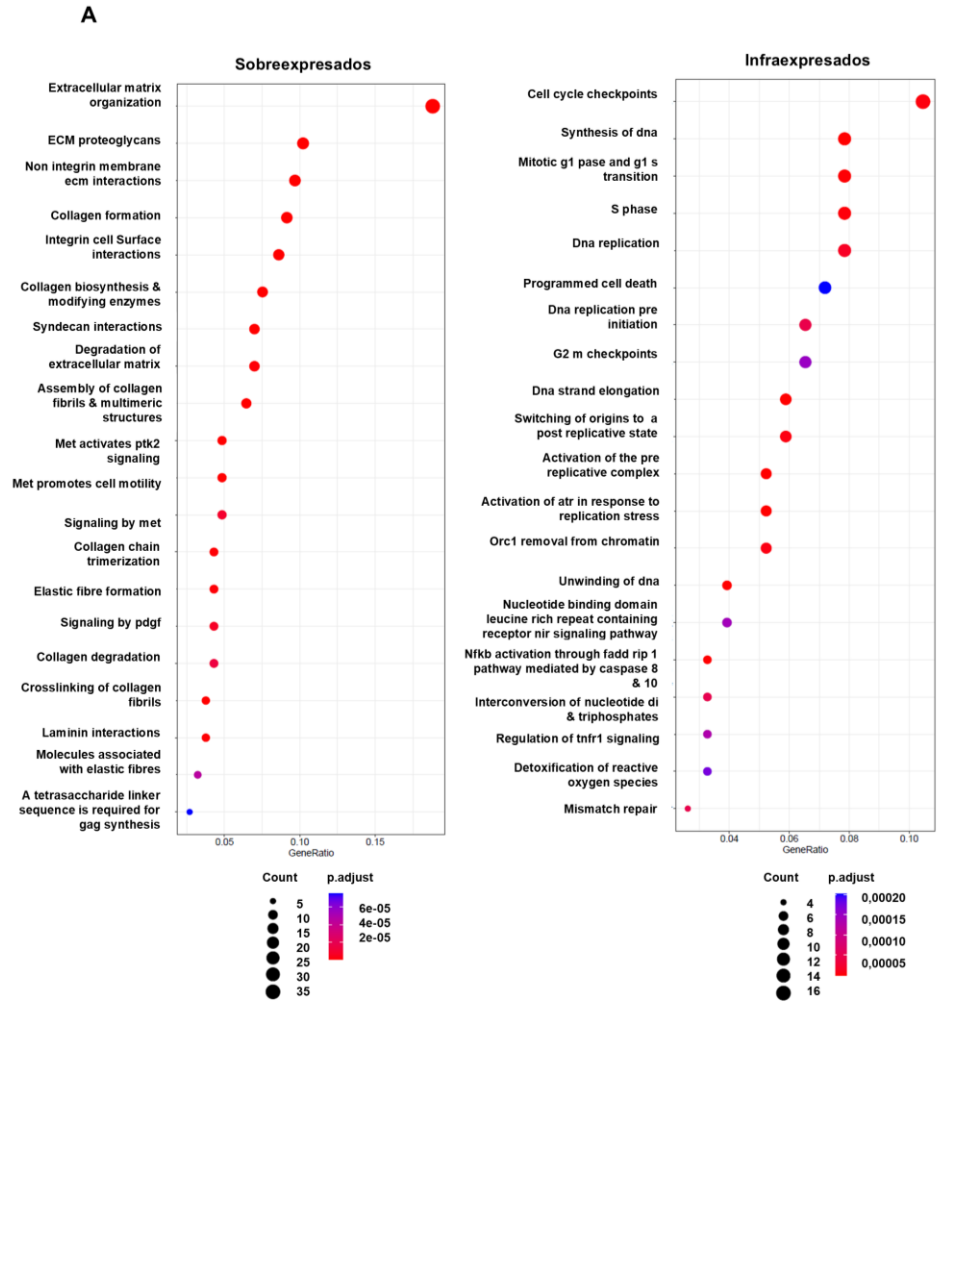 A
Sobreexpresados
Extracellular matrix
organization
ECM proteoglycans
Non integrin membrane
ecm interactions
Collagen formation
Integrin cell Surface
interactions
Collagen biosynthesis &
modifying enzymes
Syndecan interactions
Degradation of
extracellular matrix
Assembly of collagen
fibrils & multimeric
structures
Met activates ptk2
signaling
Met promotes cell motility
Signaling by met
Collagen chain
trimerization
Elastic fibre formation
Signaling by pdgf
Collagen degradation
Crosslinking of collagen
fibrils
Laminin interactions
Molecules associated
with elastic fibres
A tetrasaccharide linker
sequence is required for
gag synthesis
0.05 0.10 0.15
GeneRatio
Count
5
10
15
20
25
30
35
p.adjust
6e-05
4e-05
2e-05
Infraexpresados
Cell cycle checkpoints
Synthesis of dna
Mitotic g1 pase and g1 s
transition
S phase
Dna replication
Programmed cell death
Dna replication pre
initiation
G2 m checkpoints
Dna strand elongation
Switching of origins to a
post replicative state
Activation of the pre
replicative complex
Activation of atr in response to
replication stress
Orc1 removal from chromatin
Unwinding of dna
Nucleotide binding domain
leucine rich repeat containing
receptor nir signaling pathway
Nfkb activation through fadd rip 1
pathway mediated by caspase 8
& 10
Interconversion of nucleotide di
& triphosphates
Regulation of tnfr1 signaling
Detoxification of reactive
oxygen species
Mismatch repair
0.04 0.06 0.08 0.10
GeneRatio
Count
4
6
8
10
12
14
16
p.adjust
0,00020
0,00015
0,00010
0,00005